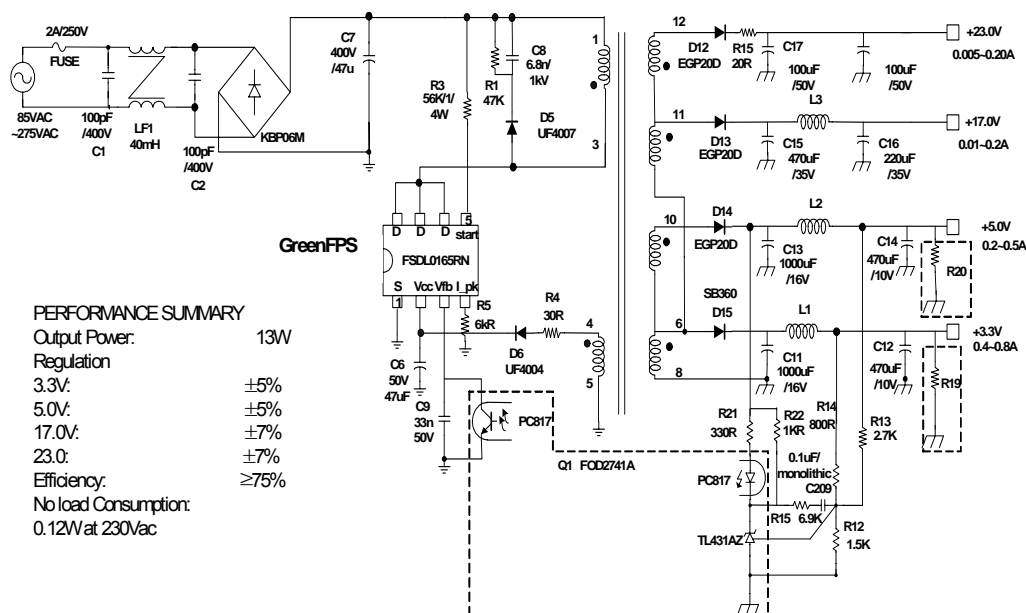 2A/250V
FUSE
85VAC
~275VAC
100pF
/400V
C1
LF1
40mH
100pF
/400V
C2
KBP06M
C7
400V
/47u
R3
56K/1/
4W
R1
47K
C8
6.8n/
1kV
D5
UF4007
1
3
4
5
12
11
10
6
8
D12
EGP20D
R15
20R
C17
100uF
/50V
100uF
/50V
+23.0V
0.005~0.20A
D13
EGP20D
L3
C15
470uF
/35V
C16
220uF
/35V
+17.0V
0.01~0.2A
D14
EGP20D
L2
C13
1000uF
/16V
C14
470uF
/10V
R20
+5.0V
0.2~0.5A
SB360
D15
L1
C11
1000uF
/16V
C12
470uF
/10V
R19
+3.3V
0.4~0.8A
GreenFPS
D D D 5
start
FSDL0165RN
S Vcc Vfb I_pk
1
R5
6kR
R4
30R
D6
UF4004
C6
50V
47uF
C9
33n
50V
PC817
Q1 FOD2741A
R21
330R
R22
1KR
R14
800R
R13
2.7K
PC817
0.1uF/
monolithic
C209
R15 6.9K
TL431AZ
R12
1.5K
PERFORMANCE SUMMARY
Output Power: 13W
Regulation
3.3V: ±5%
5.0V: ±5%
17.0V: ±7%
23.0: ±7%
Efficiency: ≥75%
No load Consumption:
0.12W at 230Vac